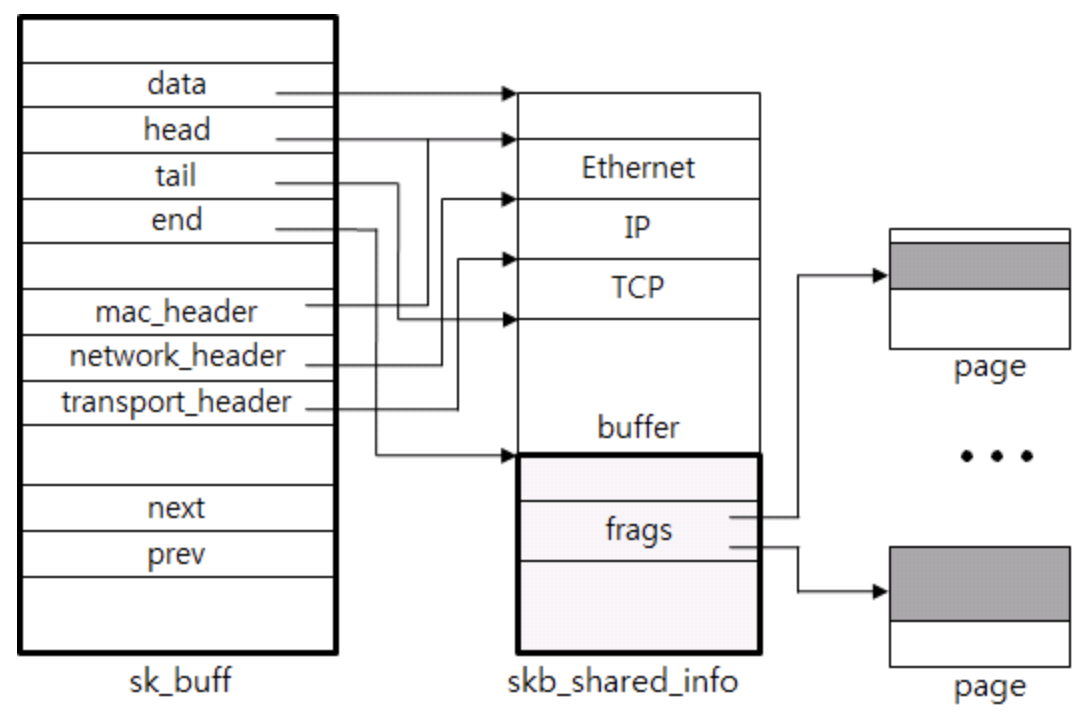 data
head
tail
end
mac_header
network_header
transport_header
next
prev
sk_buff
Ethernet
IP
TCP
buffer
frags
skb_shared_info
page
page